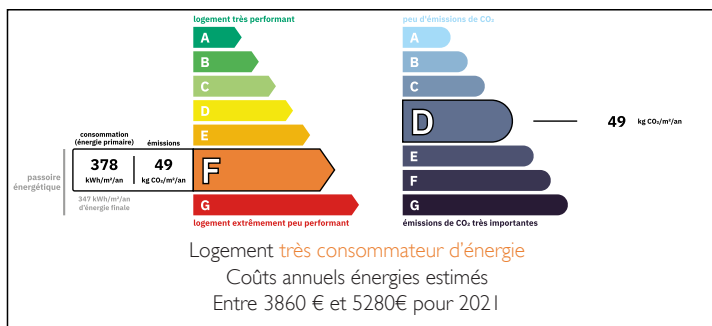 logement très performant
A
B
C
D
E
consommation
(énergie primaire)
émissions
378
kWh/m²/an
49
kg CO₂/m²/an
F
passoire
énergétique
347 kWh/m²/an
d'énergie finale
G
logement extrêmement peu performant
peu d'émissions de CO₂
A
B
C
D
49 kg CO₂/m²/an
E
F
G
émissions de CO₂ très importantes
Logement très consommateur d'énergie
Coûts annuels énergies estimés
Entre 3860 € et 5280€ pour 2021